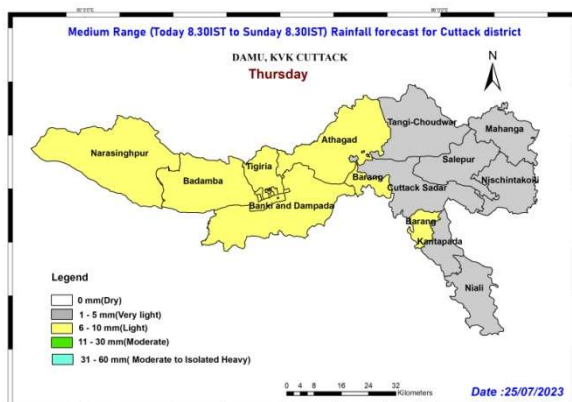 Medium Range (Today 8.30IST to Sunday 8.30IST) Rainfall forecast for Cuttack district
DAMU, KVK CUTTACK
Thursday
N
Tangi-Choudwar
Mahanga
Athagad
Narasinghpur
Salepur
Tigiria
Badamba
Barang
Nischintakoili
Cuttack Sadar
Banki and Dampada
Barang
Kantapada
Niali
Legend
0 mm(Dry)
1 - 5 mm(Very light)
6 - 10 mm(Light)
11 - 30 mm(Moderate)
31 - 60 mm( Moderate to Isolated Heavy)
0 4 8 16 24 32
Kilometers
Date :25/07/2023